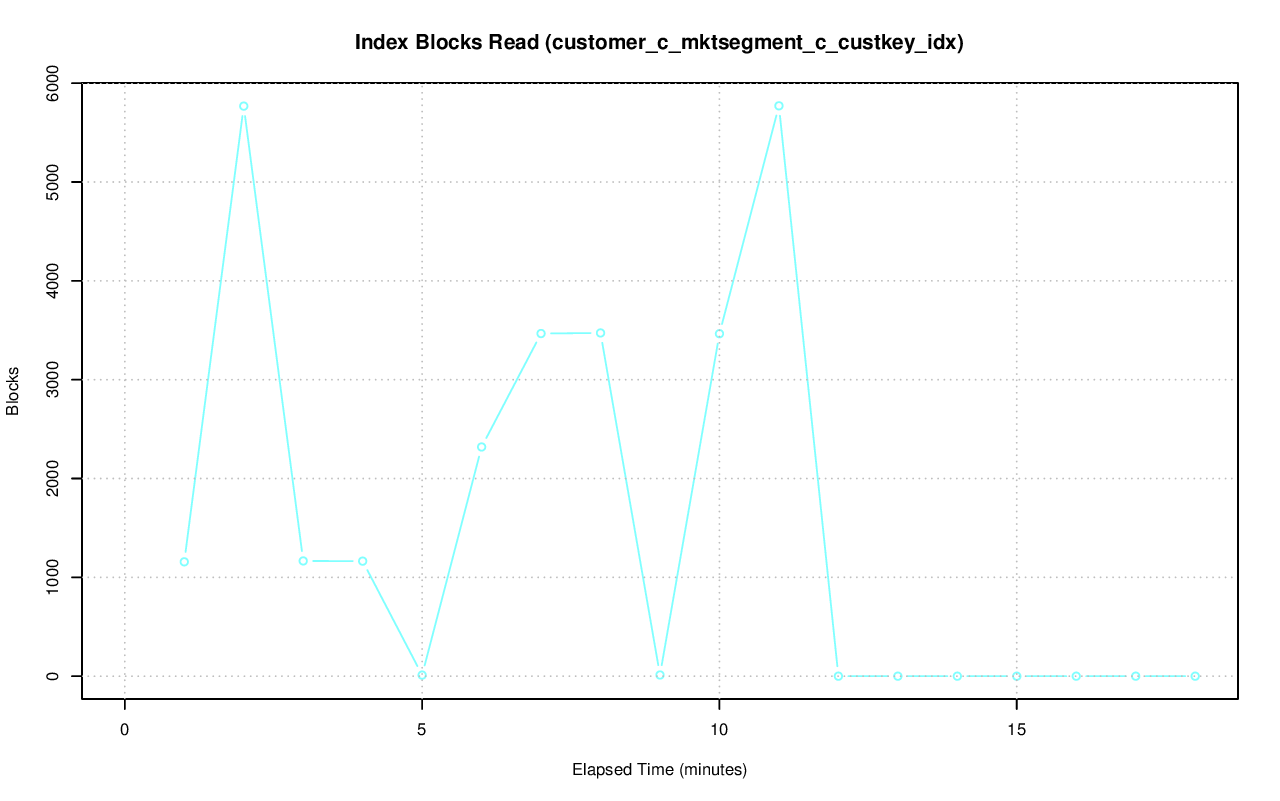 Index Blocks Read (customer_c_mktsegment_c_custkey_idx)
6000
5000
4000
3000
2000
1000
0
Blocks
0 5 10 15
Elapsed Time (minutes)